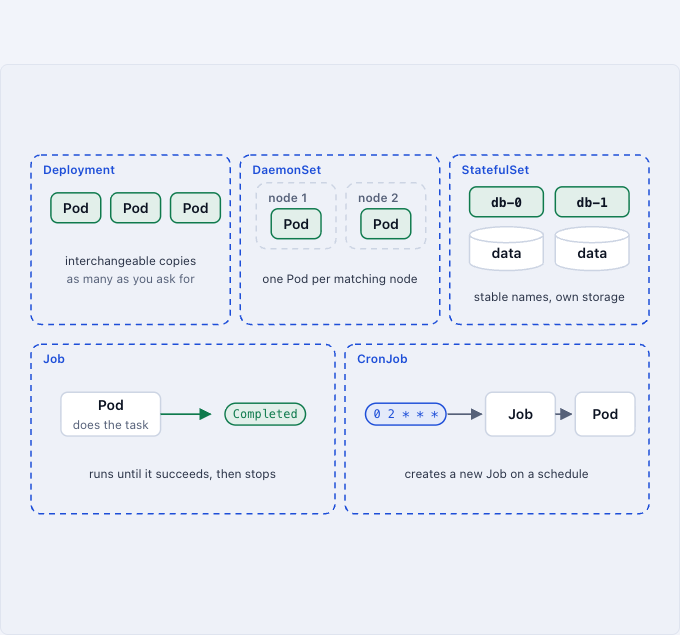 Deployment
Pod Pod Pod
interchangeable copies
as many as you ask for
DaemonSet
node 1 node 2
Pod Pod
one Pod per matching node
StatefulSet
db-0 db-1
data data
stable names, own storage
Job
Pod
does the task
Completed
runs until it succeeds, then stops
CronJob
0 2 * * * Job Pod
creates a new Job on a schedule